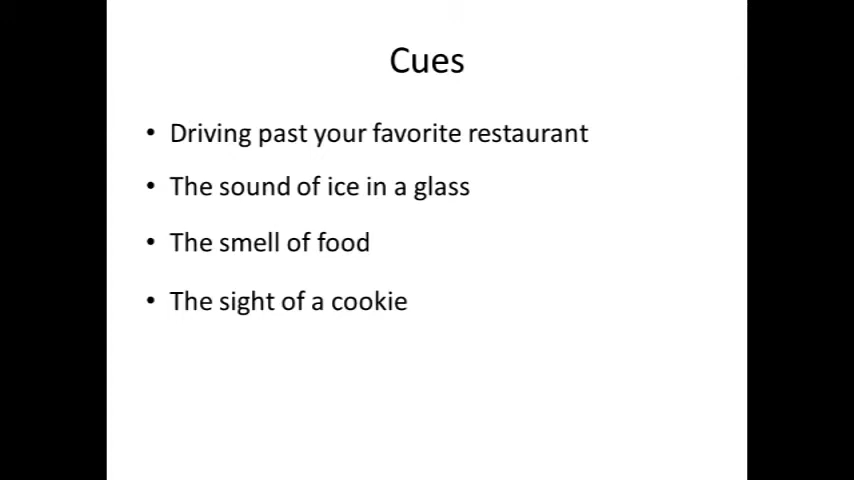 Cues
• Driving past your favorite restaurant
• The sound of ice in a glass
• The smell of food
• The sight of a cookie